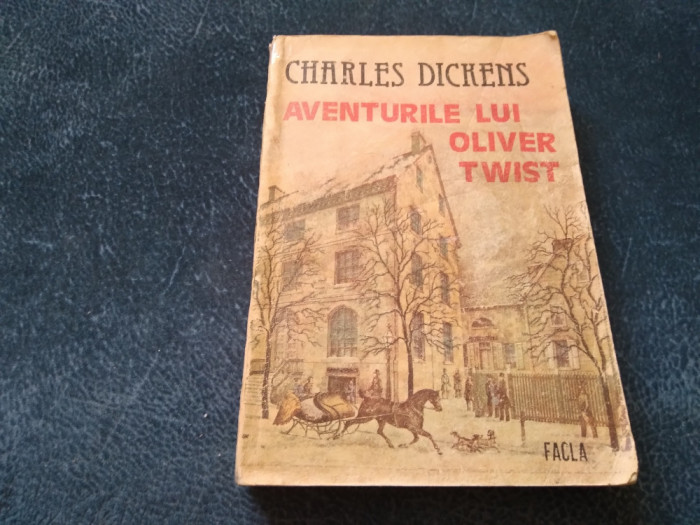 CHARLES DICKENS
AVENTURILE LUI
OLIVER
TWIST
FACLA